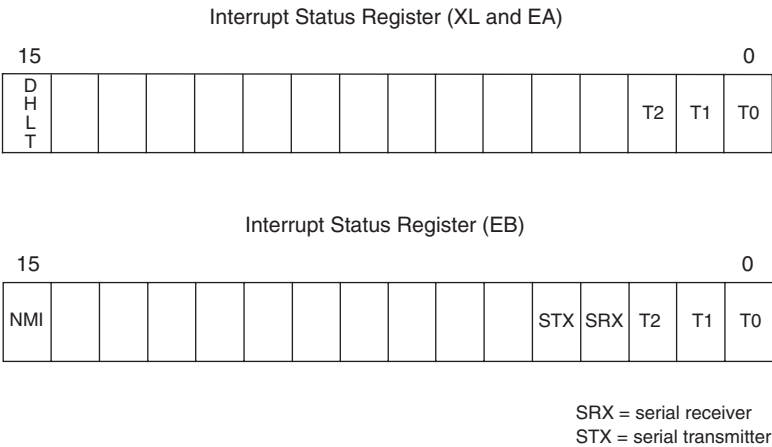 Interrupt Status Register (XL and EA)
15 0
D
H
L
T
T2 T1 T0
Interrupt Status Register (EB)
15 0
NMI STX SRX T2 T1 T0
SRX = serial receiver
STX = serial transmitter